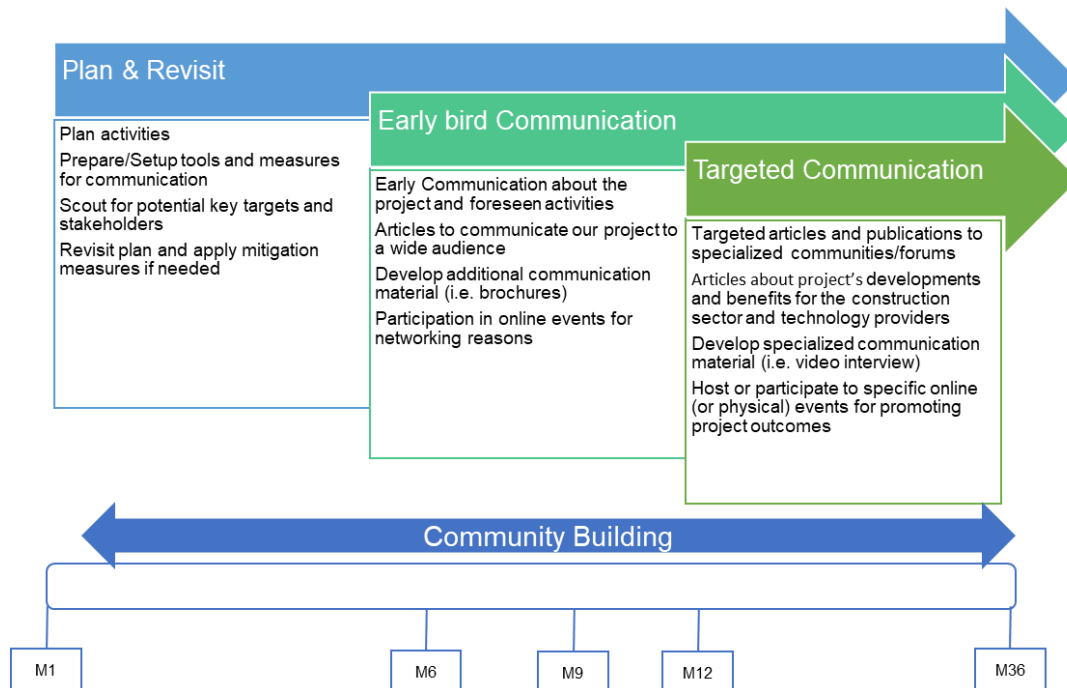 Plan & Revisit
Plan activities
Prepare/Setup tools and measures
for communication
Scout for potential key targets and
stakeholders
Revisit plan and apply mitigation
measures if needed
Early bird Communication
Early Communication about the
project and foreseen activities
Articles to communicate our project to
a wide audience
Develop additional communication
material (i.e. brochures)
Participation in online events for
networking reasons
Targeted Communication
Targeted articles and publications to
specialized communities/forums
Articles about project's developments
and benefits for the construction
sector and technology providers
Develop specialized communication
material (i.e. video interview)
Host or participate to specific online
(or physical) events for promoting
project outcomes
Community Building
M1
M6
M9
M12
M36